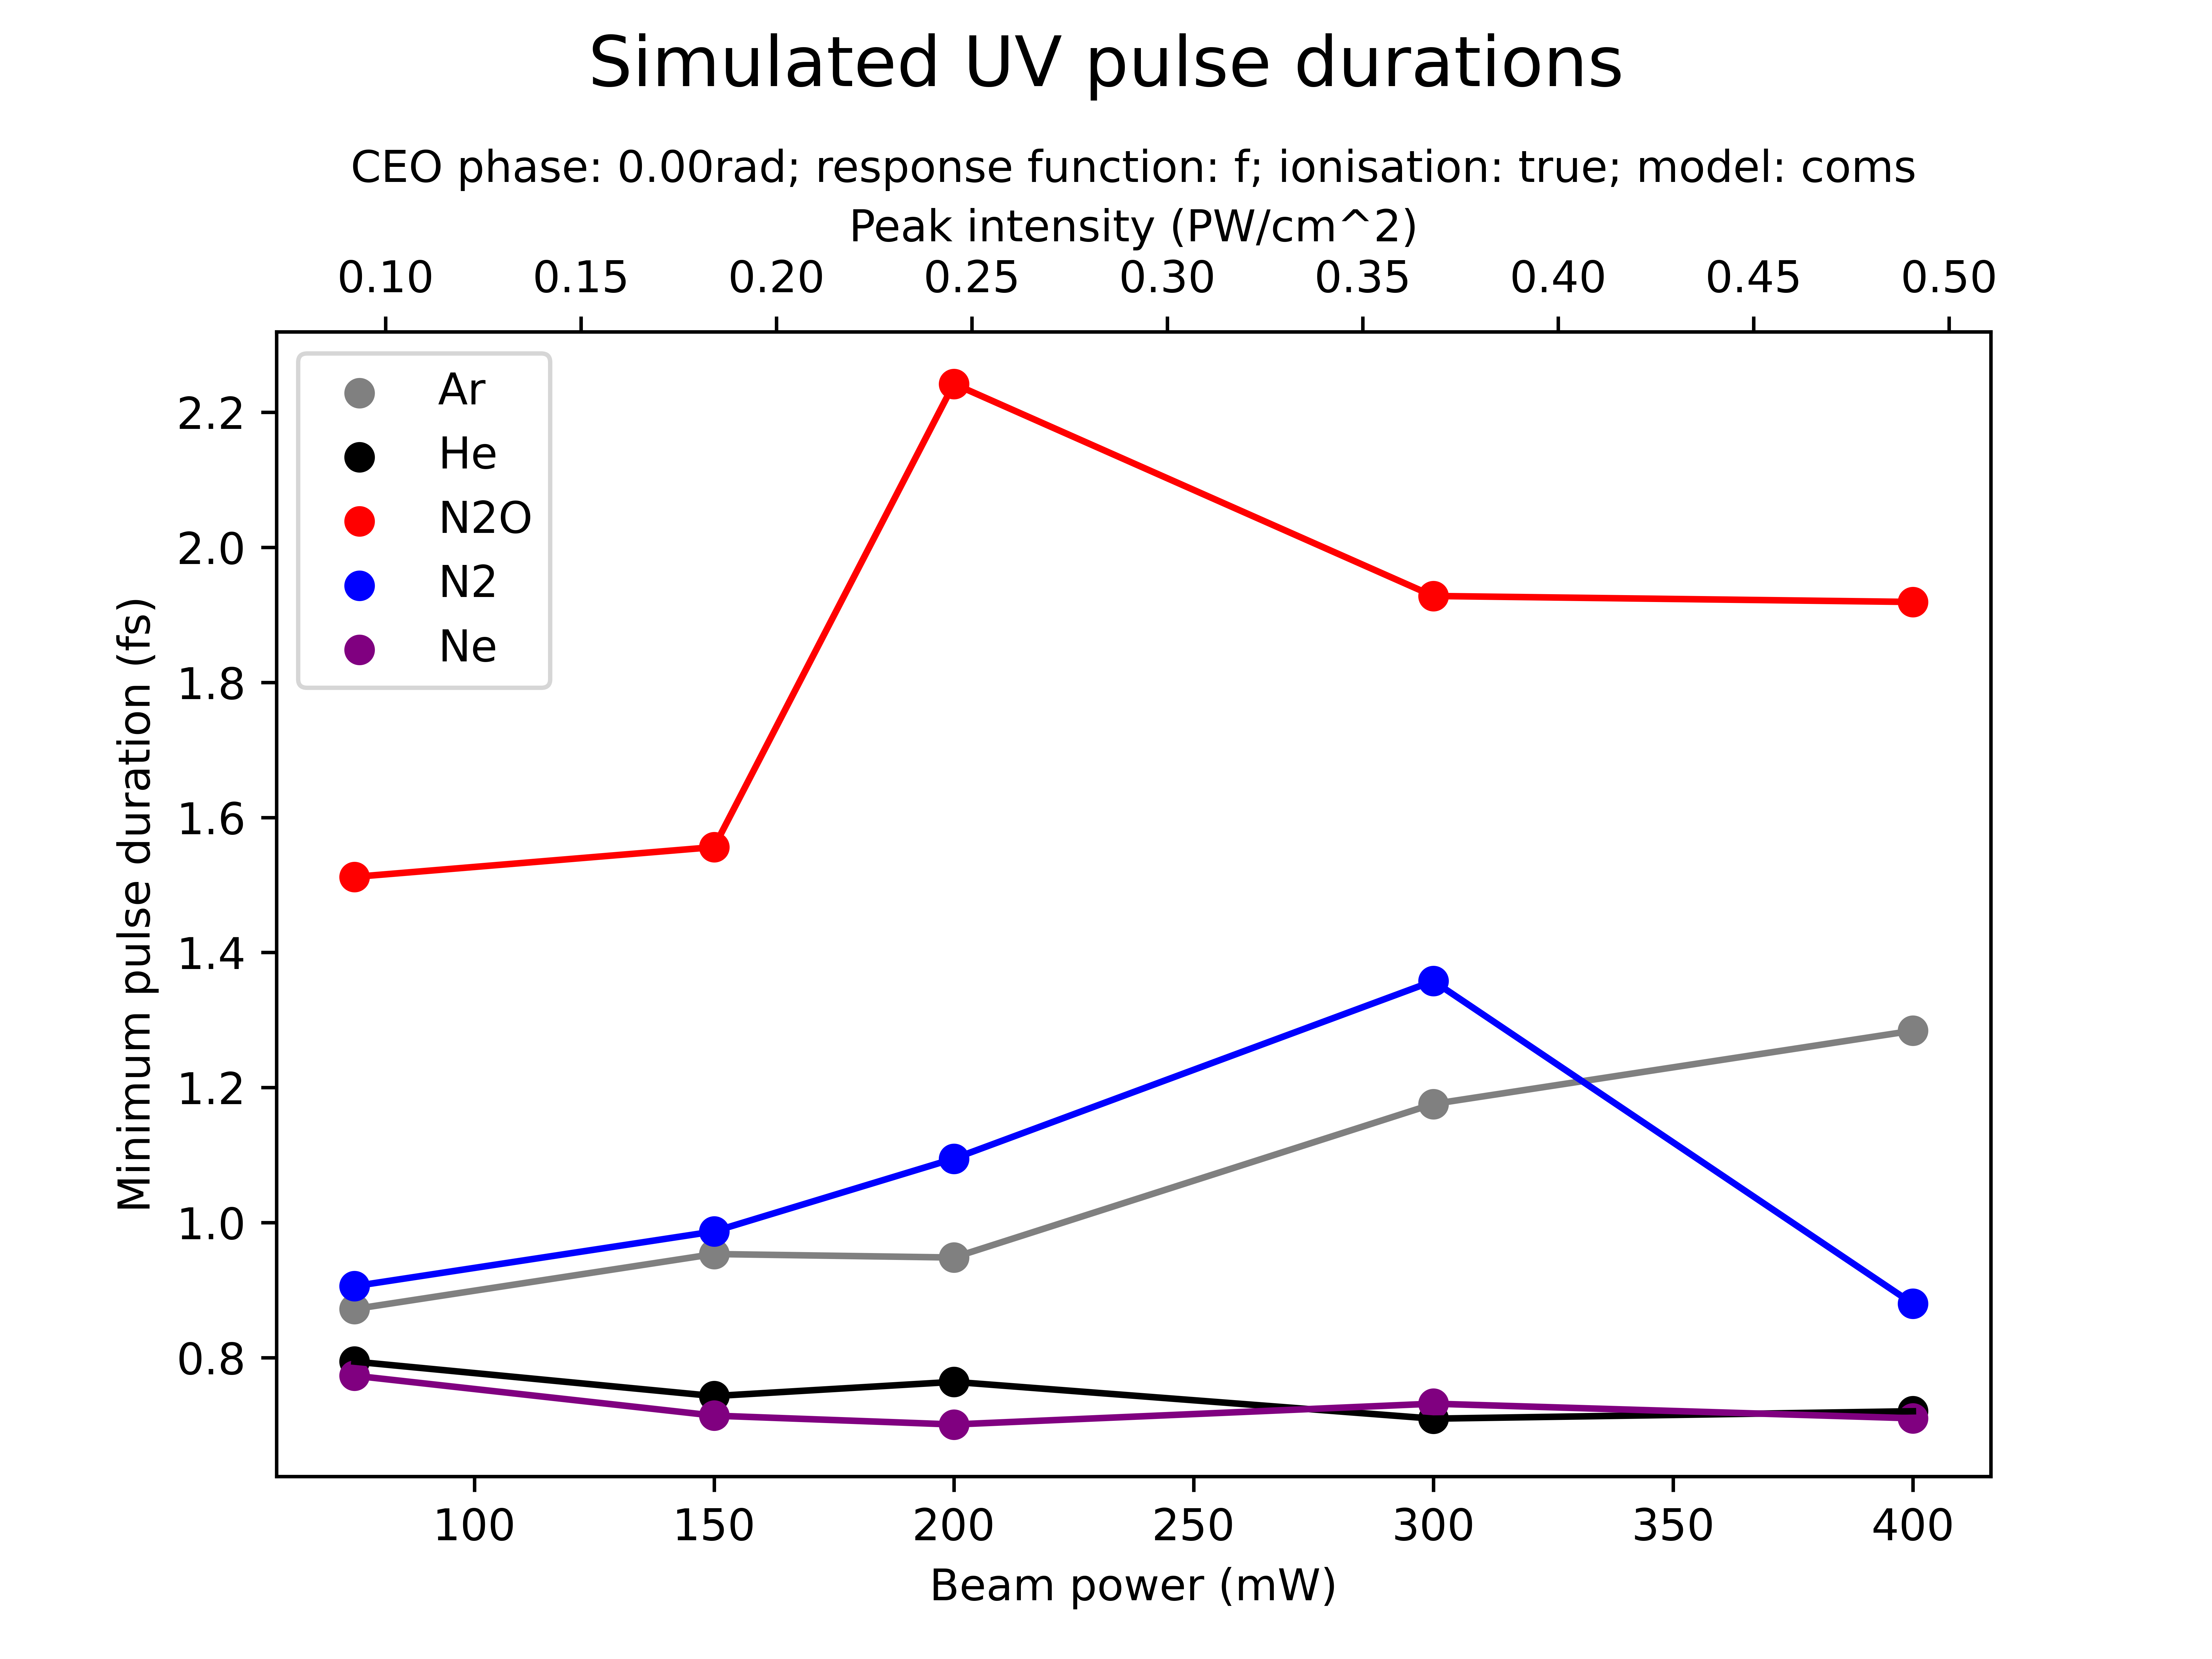 Simulated UV pulse durations
CEO phase: 0.00rad; response function: f; ionisation: true; model: coms
Peak intensity (PW/cm^2)
0.10 0.15 0.20 0.25 0.30 0.35 0.40 0.45 0.50
Ar
He
N2O
N2
Ne
Minimum pulse duration (fs)
2.2
2.0
1.8
1.6
1.4
1.2
1.0
0.8
100 150 200 250 300 350 400
Beam power (mW)